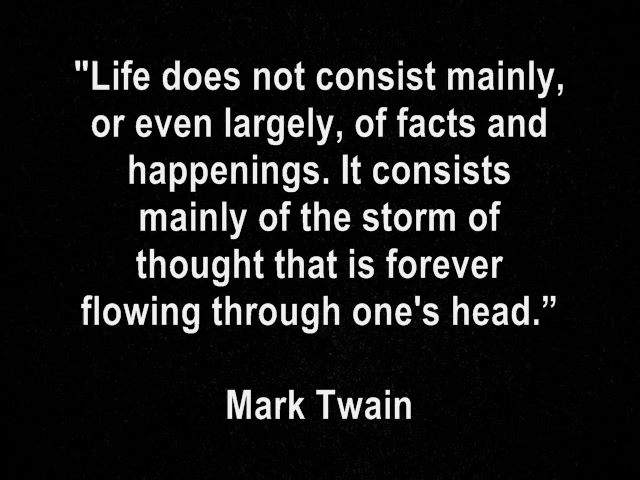 "Life does not consist mainly,
or even largely, of facts and
happenings. It consists
mainly of the storm of
thought that is forever
flowing through one's head.”
Mark Twain